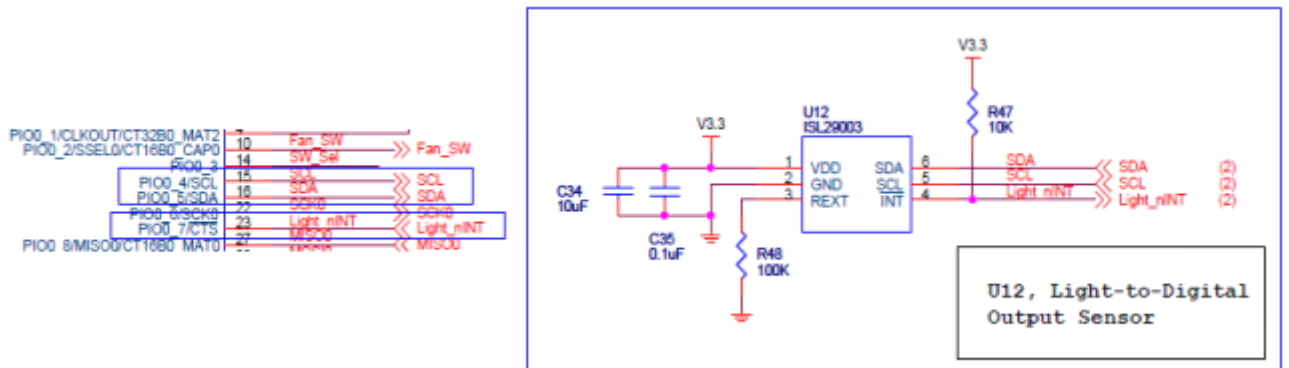 PIO0_1/CLKOUT/CT32B0_MAT2
PIO0_2/SSEL0/CT16B0_CAP0 10 Fan_SW Fan_SW
PIO0_3 14 SW_Sel
PIO0_4/SCL 15 SCL SCL
PIO0_5/SDA 16 SDA SDA
PIO0_6/SCK0 22 SCK0 SCK0
PIO0_7/CTS 23 Light_nINT Light_nINT
PIO0_8/MISO0/CT16B0_MAT0 27 MISO0 MISO0
V3.3
R47
10K
V3.3
U12
ISL29003
1 VDD SDA 6 SDA SDA (2)
2 GND SCL 5 SCL SCL (2)
3 REXT INT 4 Light_nINT Light_nINT (2)
C34
10uF
C35
0.1uF
R48
100K
U12, Light-to-Digital
Output Sensor